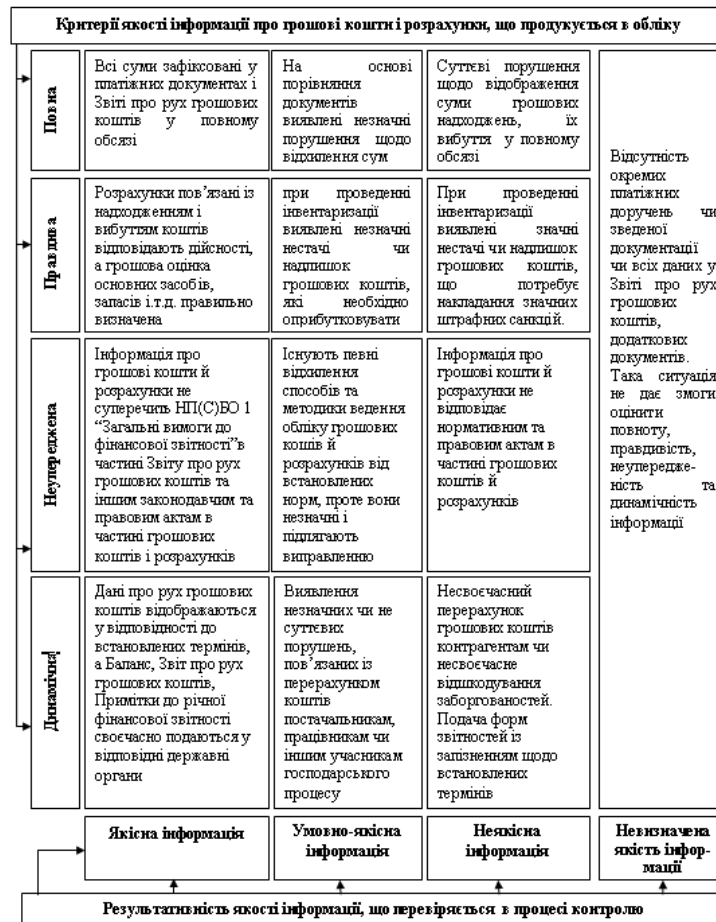 Критерії якості інформації про грошові кошти і розрахунки, що продукується в обліку
Повна
Всі суми зафіксовані у
платіжних документах і
Звіті про рух грошових
коштів у повному
обсязі
На основі
порівняння
документів
виявлені незначні
порушення щодо
відхилення сум
Суттєві порушення
щодо відображення
суми грошових
надходжень, їх
вибуття у повному
обсязі
Правдива
Розрахунки пов’язані із
надходженням і
вибуттям коштів
відповідають дійсності,
а грошова оцінка
основних засобів,
запасів і.т.д. правильно
визначена
при проведенні
інвентаризації
виявлені незначні
нестачі чи
надлишок
грошових коштів,
які необхідно
оприбутковувати
При проведенні
інвентаризації
виявлені значні
нестачі чи надлишок
грошових коштів,
що потребує
накладання значних
штрафних санкцій.
Неупереджена
Інформація про
грошові кошти й
розрахунки не
суперечить НП(С)БО 1
“Загальні вимоги до
фінансової звітності”в
частині Звіту про рух
грошових коштів та
іншим законодавчим та
правовим актам в
частині грошових
коштів і розрахунків
Існують певні
відхилення
способів та
методики ведення
обліку грошових
кошів й
розрахунків від
встановлених
норм, проте вони
незначні і
підлягають
виправленню
Інформація про
грошові кошти й
розрахунки не
відповідає
нормативним та
правовим актам в
частині грошових
коштів й
розрахунків
Динамічна
Дані про рух грошових
коштів відображаються
у відповідності до
встановлених термінів,
а Баланс, Звіт про рух
грошових коштів,
Примітки до річної
фінансової звітності
своєчасно подаються у
відповідні державні
органи
Виявлення
незначних чи не
суттєвих
порушень,
пов’язаних із
перерахунком
коштів
постачальникам,
працівникам чи
іншим учасникам
господарського
процесу
Несвоєчасний
перерахунок
грошових коштів
контрагентам чи
несвоєчасне
відшкодування
заборгованостей.
Подача форм
звітностей із
запізненням щодо
встановлених
термінів
Відсутність
окремих
платіжних
доручень чи
зведеної
документації
чи всіх даних у
Звіті про рух
грошових
коштів,
додаткових
документів.
Така ситуація
не дає змоги
оцінити
повноту,
правдивість,
неупередже-
ність та
динамічність
інформації
Якісна інформація
Умовно-якісна
інформація
Неякісна
інформація
Невизначена
якість інфор-
мації
Результативність якості інформації, що перевіряється в процесі контролю